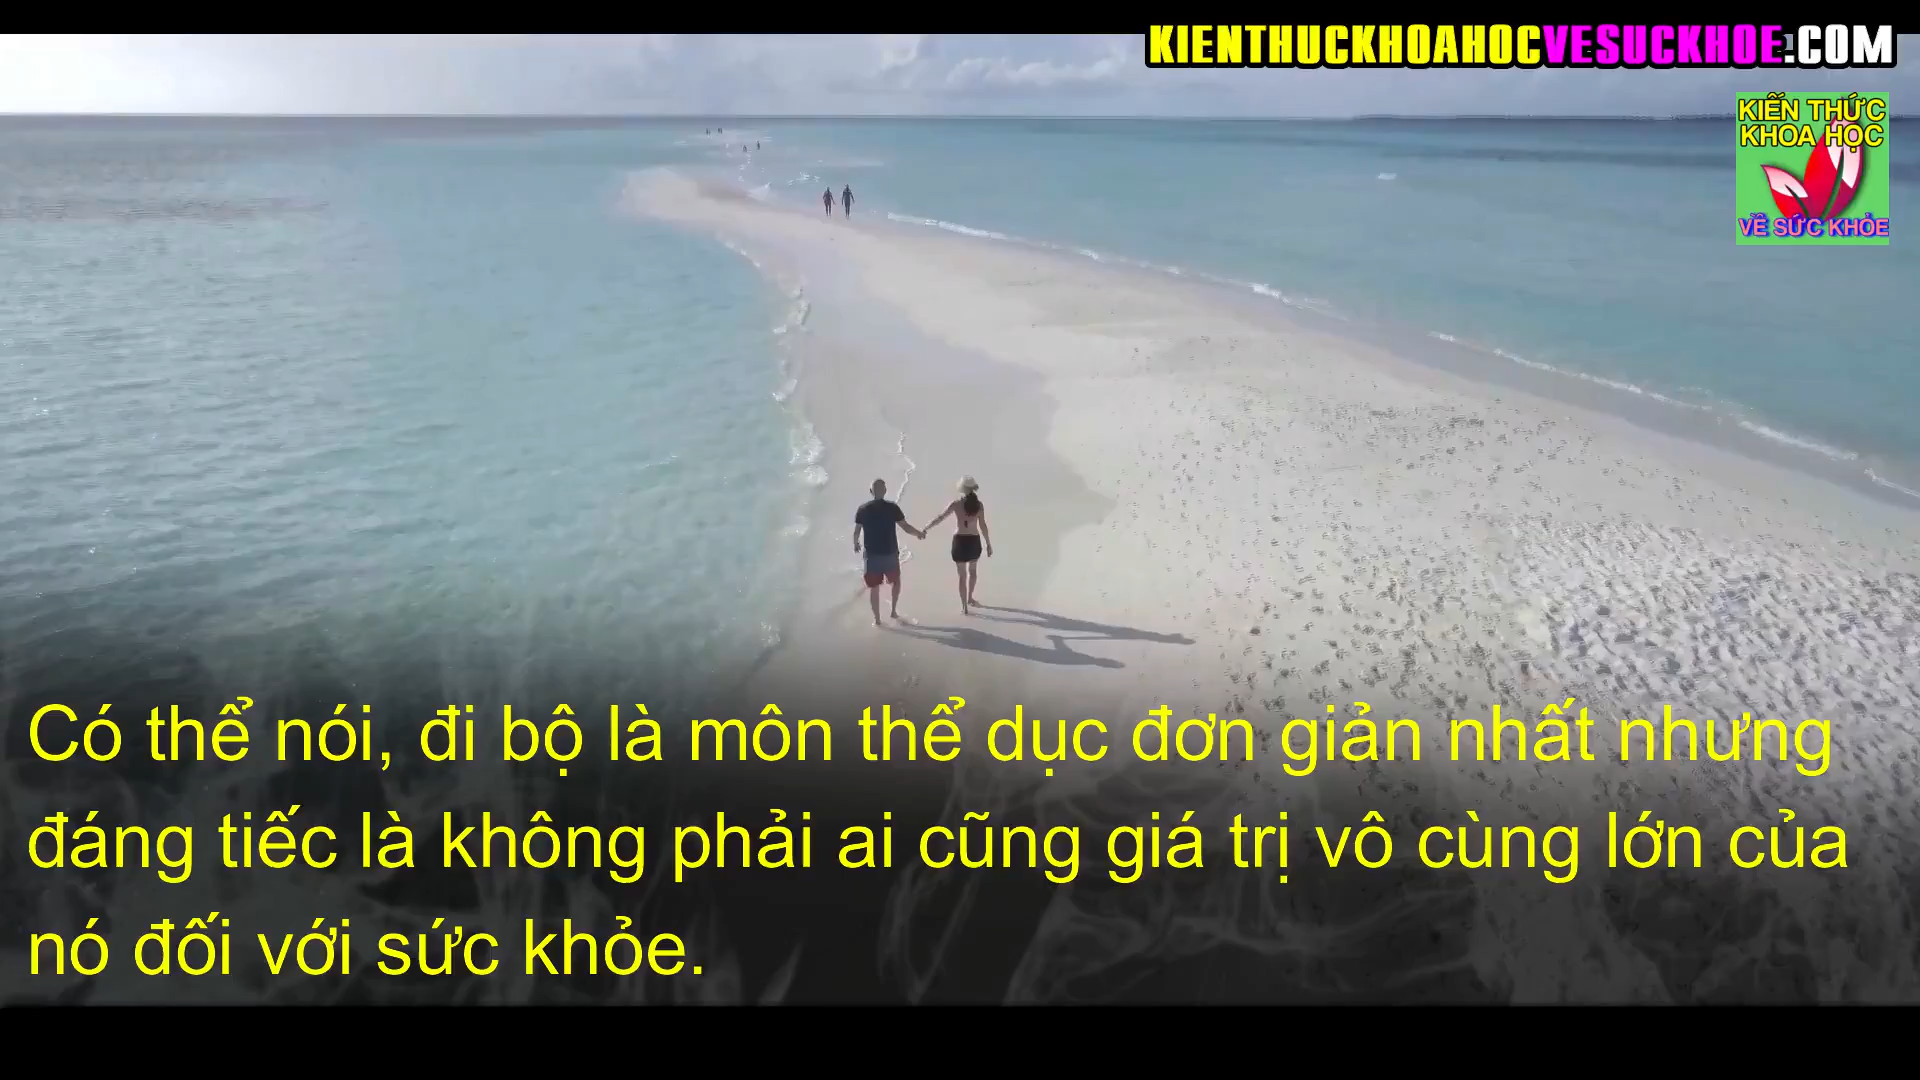 KIENTHUCKHOAHOCVESUCKHOE.COM
KIẾN THỨC
KHOA HỌC
VỀ SỨC KHỎE
Có thể nói, đi bộ là môn thể dục đơn giản nhất nhưng
đáng tiếc là không phải ai cũng giá trị vô cùng lớn của
nó đối với sức khỏe.